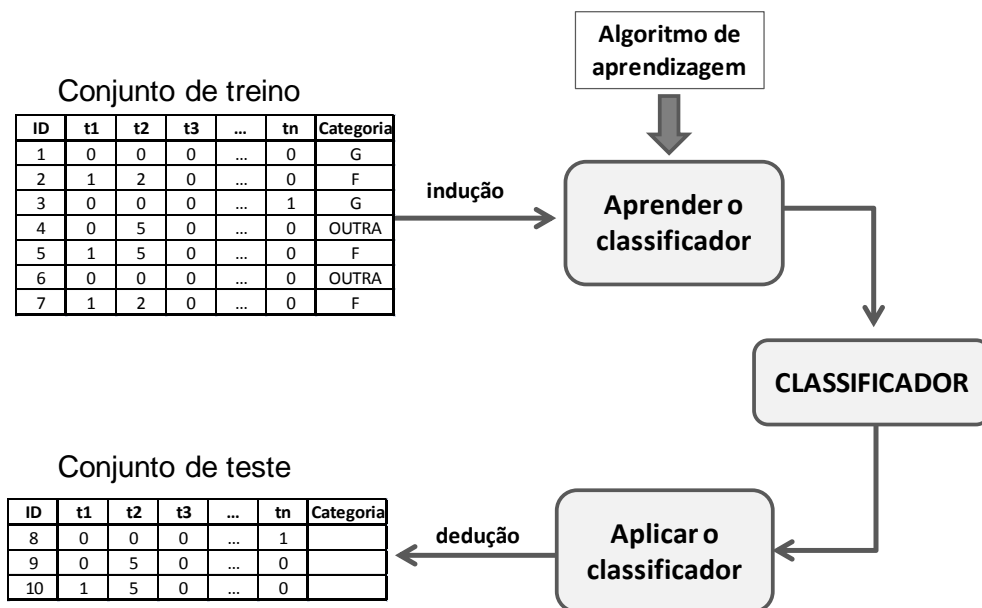 Algoritmo de
aprendizagem
Conjunto de treino
ID t1 t2 t3 ... tn Categoria
1 0 0 0 ... 0 G
2 1 2 0 ... 0 F
3 0 0 0 ... 1 G
4 0 5 0 ... 0 OUTRA
5 1 5 0 ... 0 F
6 0 0 0 ... 0 OUTRA
7 1 2 0 ... 0 F
indução
Aprender o
classificador
CLASSIFICADOR
Conjunto de teste
ID t1 t2 t3 ... tn Categoria
8 0 0 0 ... 1
9 0 5 0 ... 0
10 1 5 0 ... 0
dedução
Aplicar o
classificador